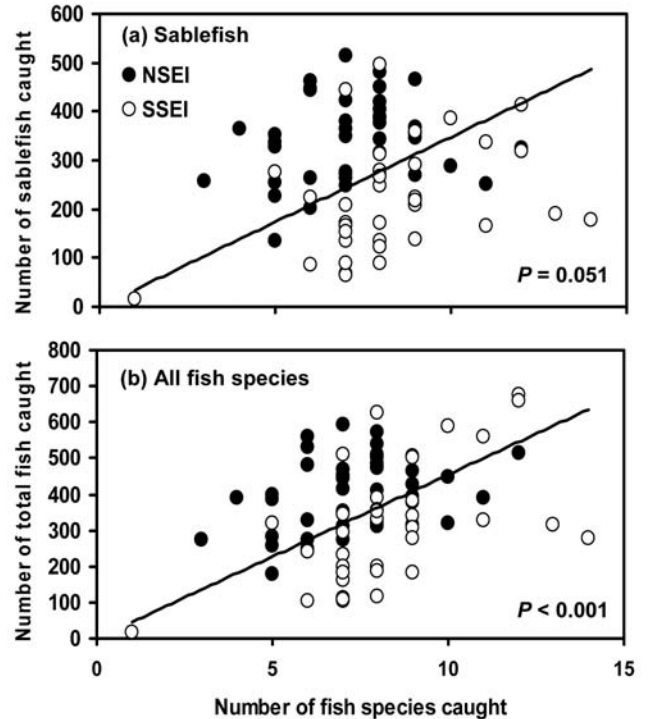 600
(a) Sablefish
500
NSEI
400
SSEI
300
200
100
P = 0.051
0
Number of sablefish caught
800
700
(b) All fish species
600
500
400
300
200
100
P < 0.001
0
Number of total fish caught
0 5 10 15
Number of fish species caught